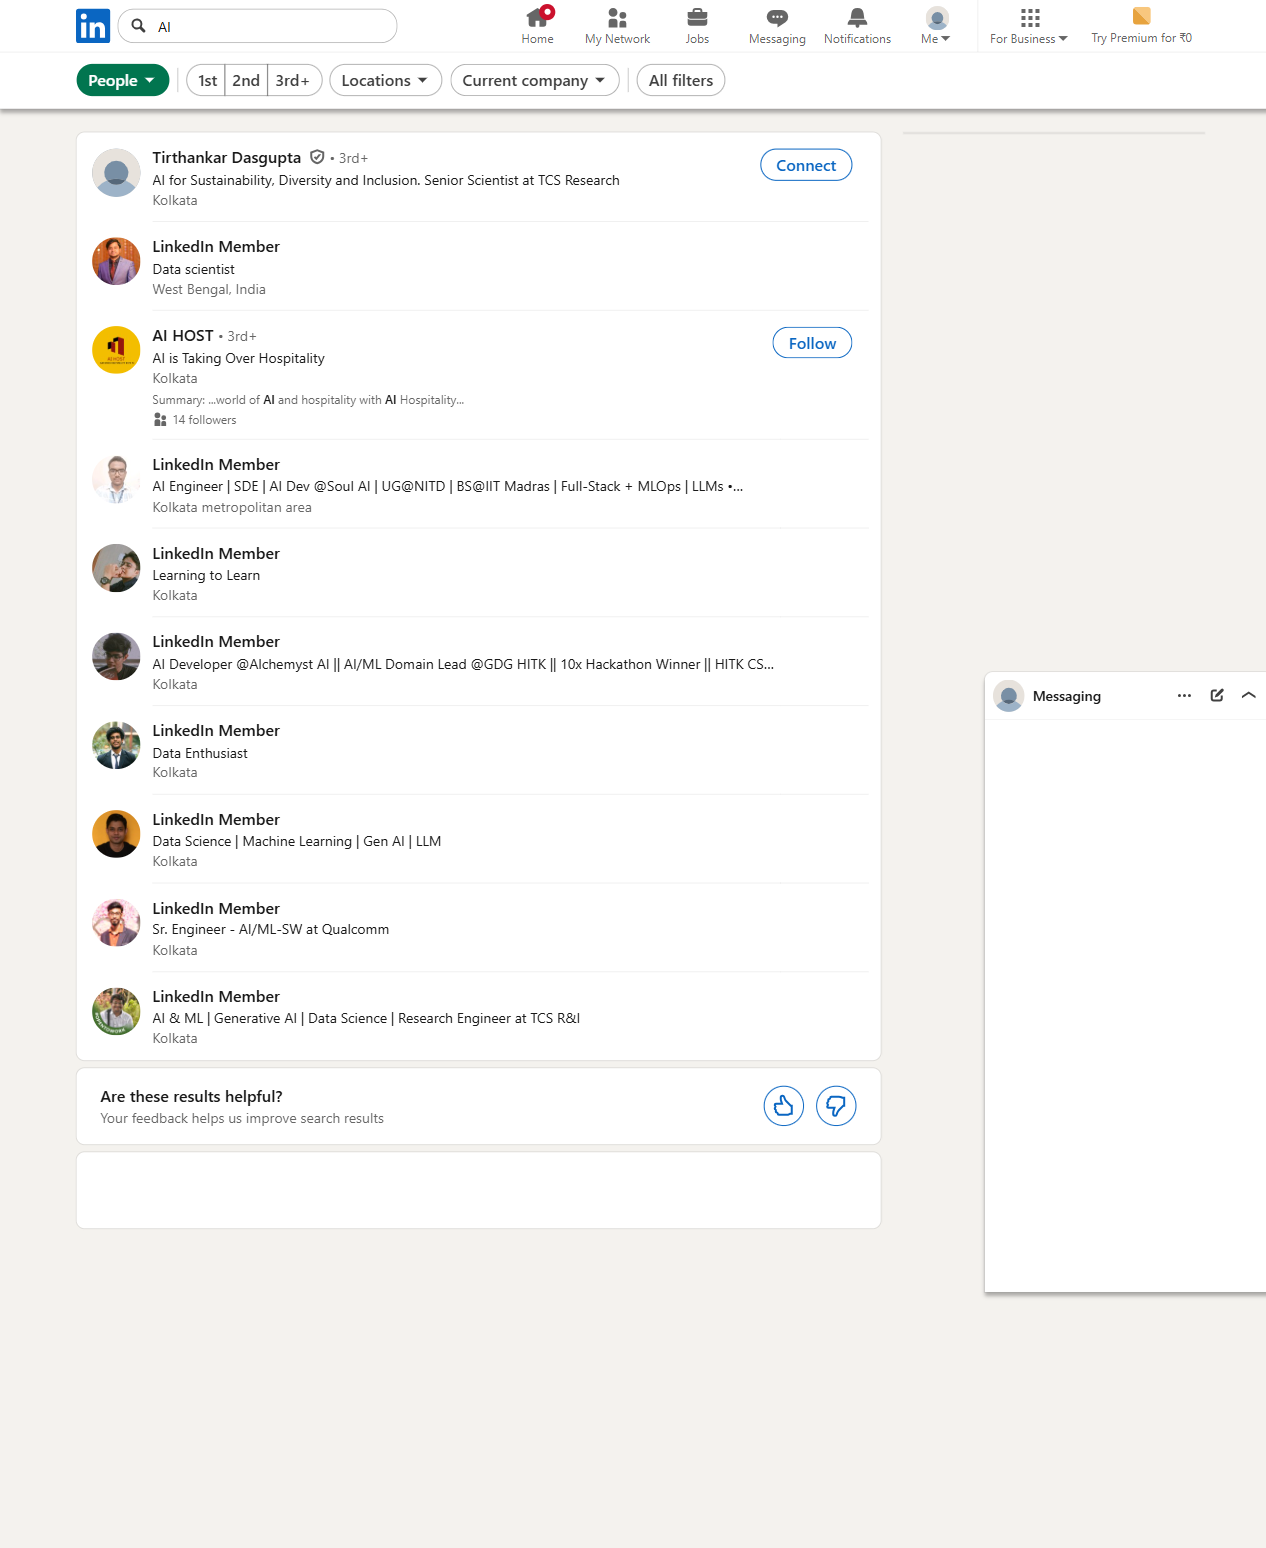 in
AI
Home
My Network
Jobs
Messaging
Notifications
Me
For Business
Try Premium for ₹0
People
1st
2nd
3rd+
Locations
Current company
All filters
Tirthankar Dasgupta • 3rd+
Connect
AI for Sustainability, Diversity and Inclusion. Senior Scientist at TCS Research
Kolkata
LinkedIn Member
Data scientist
West Bengal, India
AI HOST • 3rd+
Follow
AI is Taking Over Hospitality
Kolkata
Summary: ...world of AI and hospitality with AI Hospitality...
14 followers
LinkedIn Member
AI Engineer | SDE | AI Dev @Soul AI | UG@NITD | BS@IIT Madras | Full-Stack + MLOps | LLMs •...
Kolkata metropolitan area
LinkedIn Member
Learning to Learn
Kolkata
LinkedIn Member
AI Developer @Alchemyst AI || AI/ML Domain Lead @GDG HITK || 10x Hackathon Winner || HITK CS...
Kolkata
LinkedIn Member
Data Enthusiast
Kolkata
LinkedIn Member
Data Science | Machine Learning | Gen AI | LLM
Kolkata
LinkedIn Member
Sr. Engineer - AI/ML-SW at Qualcomm
Kolkata
LinkedIn Member
AI & ML | Generative AI | Data Science | Research Engineer at TCS R&I
Kolkata
Are these results helpful?
Your feedback helps us improve search results
Messaging